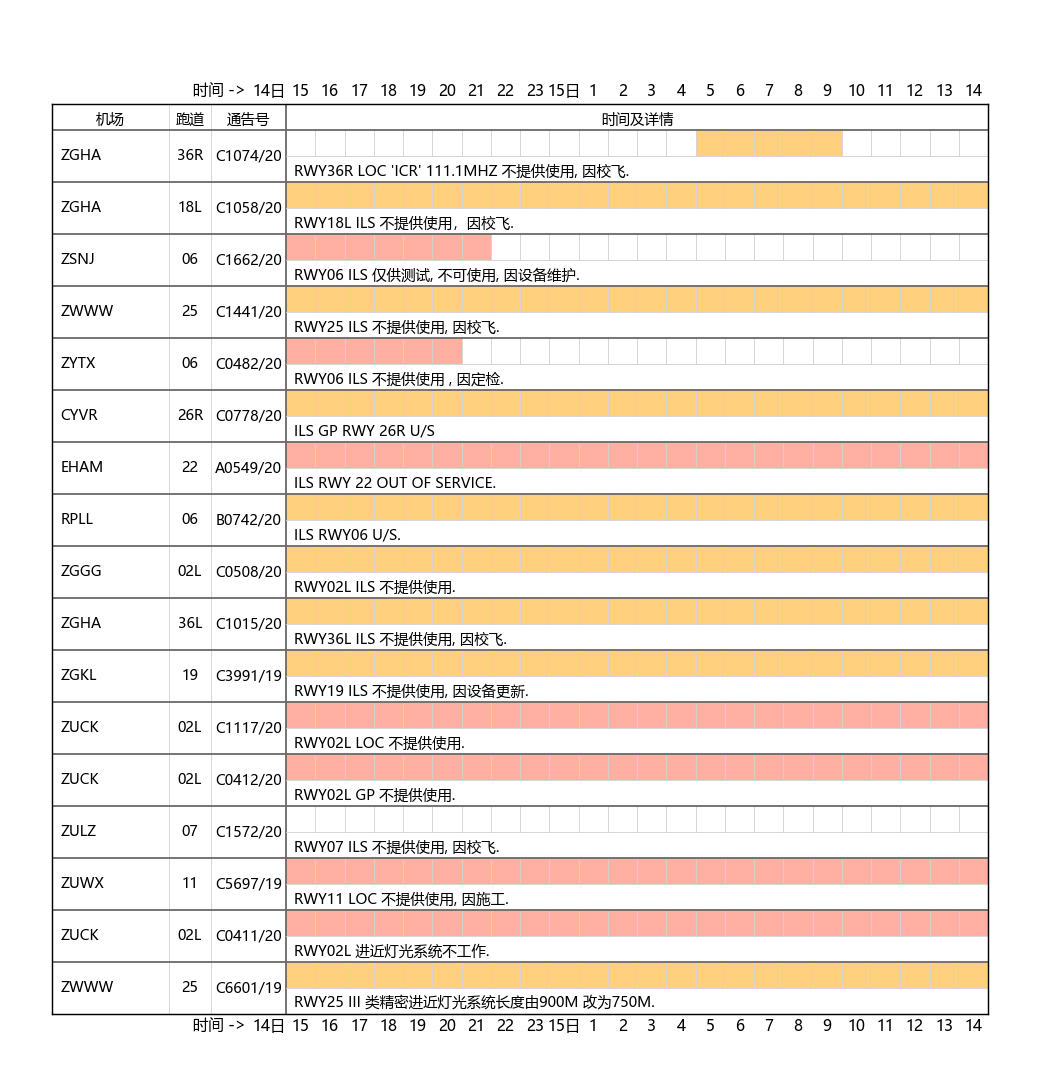 时间 -> 14日 15 16 17 18 19 20 21 22 23 15日 1 2 3 4 5 6 7 8 9 10 11 12 13 14
机场 跑道 通告号 时间及详情
ZGHA 36R C1074/20
RWY36R LOC 'ICR' 111.1MHZ 不提供使用, 因校飞.
ZGHA 18L C1058/20
RWY18L ILS 不提供使用，因校飞.
ZSNJ 06 C1662/20
RWY06 ILS 仅供测试, 不可使用, 因设备维护.
ZWWW 25 C1441/20
RWY25 ILS 不提供使用, 因校飞.
ZYTX 06 C0482/20
RWY06 ILS 不提供使用 , 因定检.
CYVR 26R C0778/20
ILS GP RWY 26R U/S
EHAM 22 A0549/20
ILS RWY 22 OUT OF SERVICE.
RPLL 06 B0742/20
ILS RWY06 U/S.
ZGGG 02L C0508/20
RWY02L ILS 不提供使用.
ZGHA 36L C1015/20
RWY36L ILS 不提供使用, 因校飞.
ZGKL 19 C3991/19
RWY19 ILS 不提供使用, 因设备更新.
ZUCK 02L C1117/20
RWY02L LOC 不提供使用.
ZUCK 02L C0412/20
RWY02L GP 不提供使用.
ZULZ 07 C1572/20
RWY07 ILS 不提供使用, 因校飞.
ZUWX 11 C5697/19
RWY11 LOC 不提供使用, 因施工.
ZUCK 02L C0411/20
RWY02L 进近灯光系统不工作.
ZWWW 25 C6601/19
RWY25 III 类精密进近灯光系统长度由900M 改为750M.
时间 -> 14日 15 16 17 18 19 20 21 22 23 15日 1 2 3 4 5 6 7 8 9 10 11 12 13 14